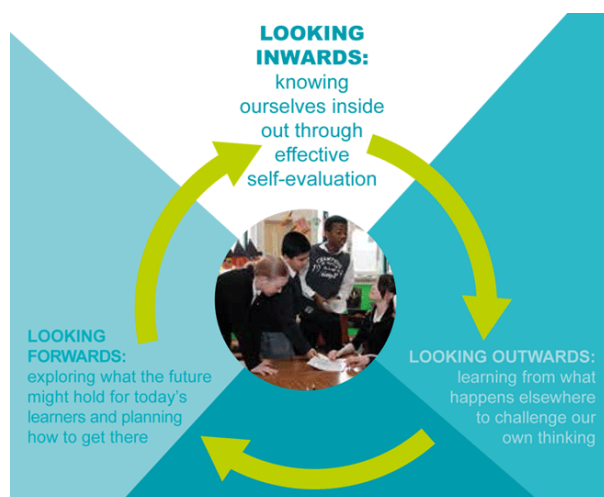 LOOKING
INWARDS:
knowing
ourselves inside
out through
effective
self-evaluation
LOOKING OUTWARDS:
learning from what
happens elsewhere
to challenge our
own thinking
LOOKING
FORWARDS:
exploring what the future
might hold for today's
learners and planning
how to get there